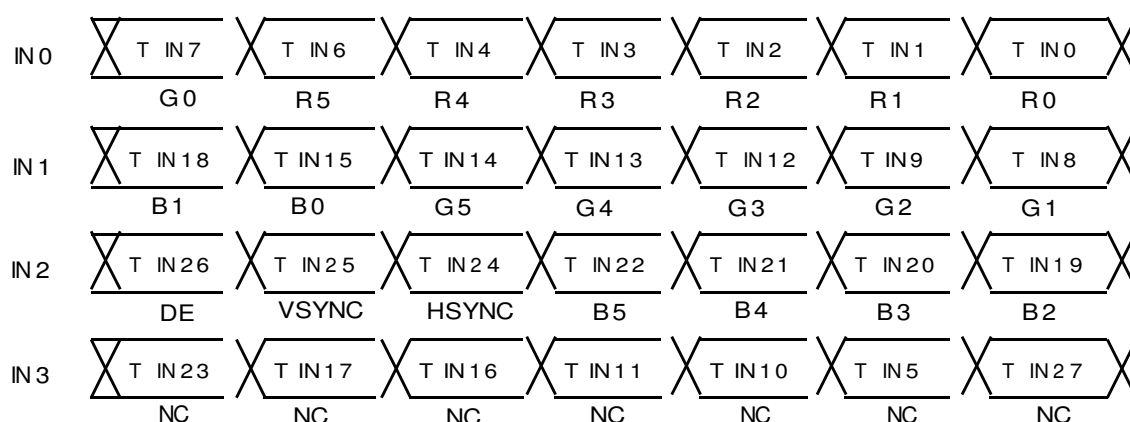 IN0 T IN7 T IN6 T IN4 T IN3 T IN2 T IN1 T IN0
G0 R5 R4 R3 R2 R1 R0
IN1 T IN18 T IN15 T IN14 T IN13 T IN12 T IN9 T IN8
B1 B0 G5 G4 G3 G2 G1
IN2 T IN26 T IN25 T IN24 T IN22 T IN21 T IN20 T IN19
DE VSYNC HSYNC B5 B4 B3 B2
IN3 T IN23 T IN17 T IN16 T IN11 T IN10 T IN5 T IN27
NC NC NC NC NC NC NC